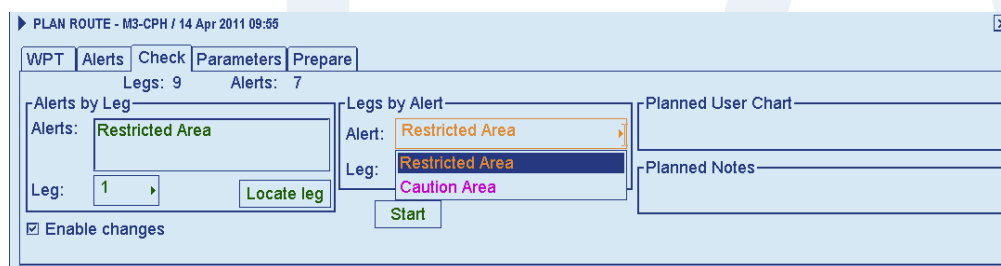 PLAN ROUTE - M3-CPH / 14 Apr 2011 09:55
WPT Alerts Check Parameters Prepare
Legs: 9 Alerts: 7
Alerts by Leg
Alerts: Restricted Area
Leg: 1 Locate leg
Legs by Alert
Alert: Restricted Area
Leg: Restricted Area
Caution Area
Start
Planned User Chart
Planned Notes
Enable changes